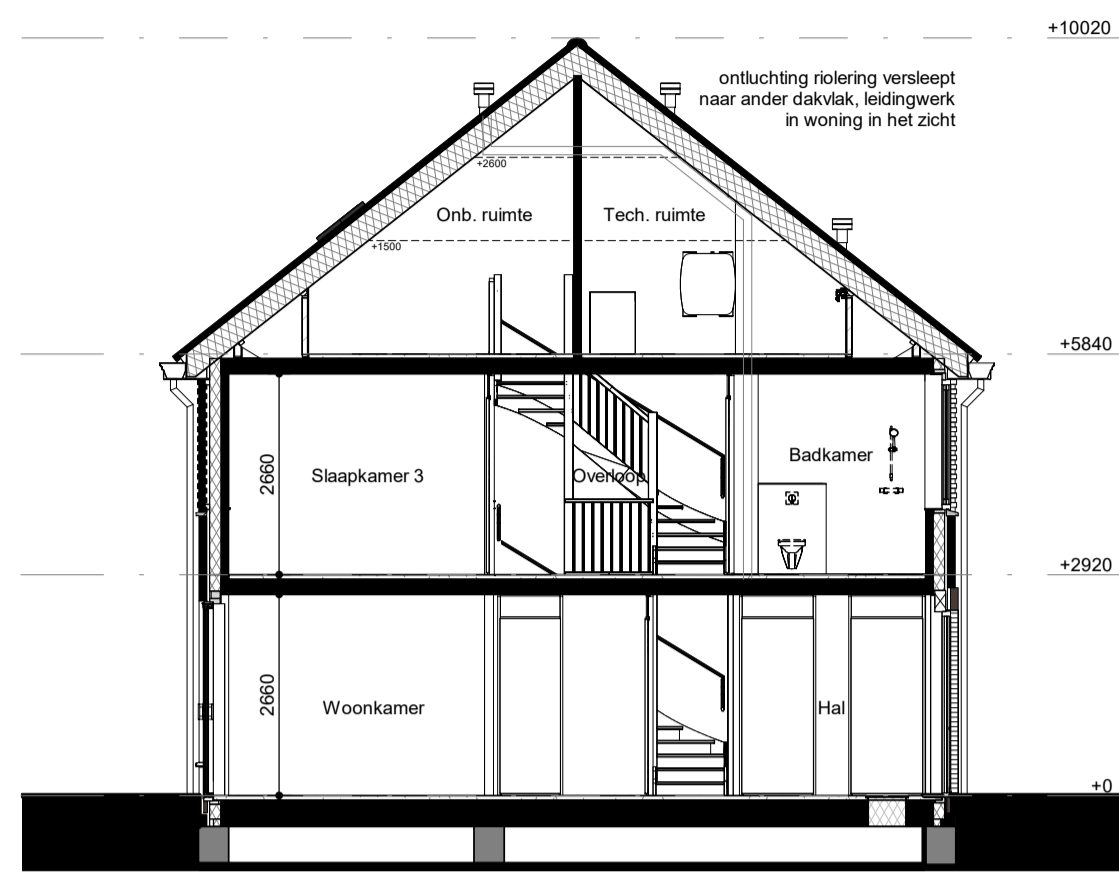 +10020
ontluchting riolering versleept
naar ander dakvlak, leidingwerk
in woning in het zicht
+2600
Onb. ruimte
Tech. ruimte
+1500
+5840
2660
Slaapkamer 3
Overloop
Badkamer
+2920
2660
Woonkamer
Hal
+0